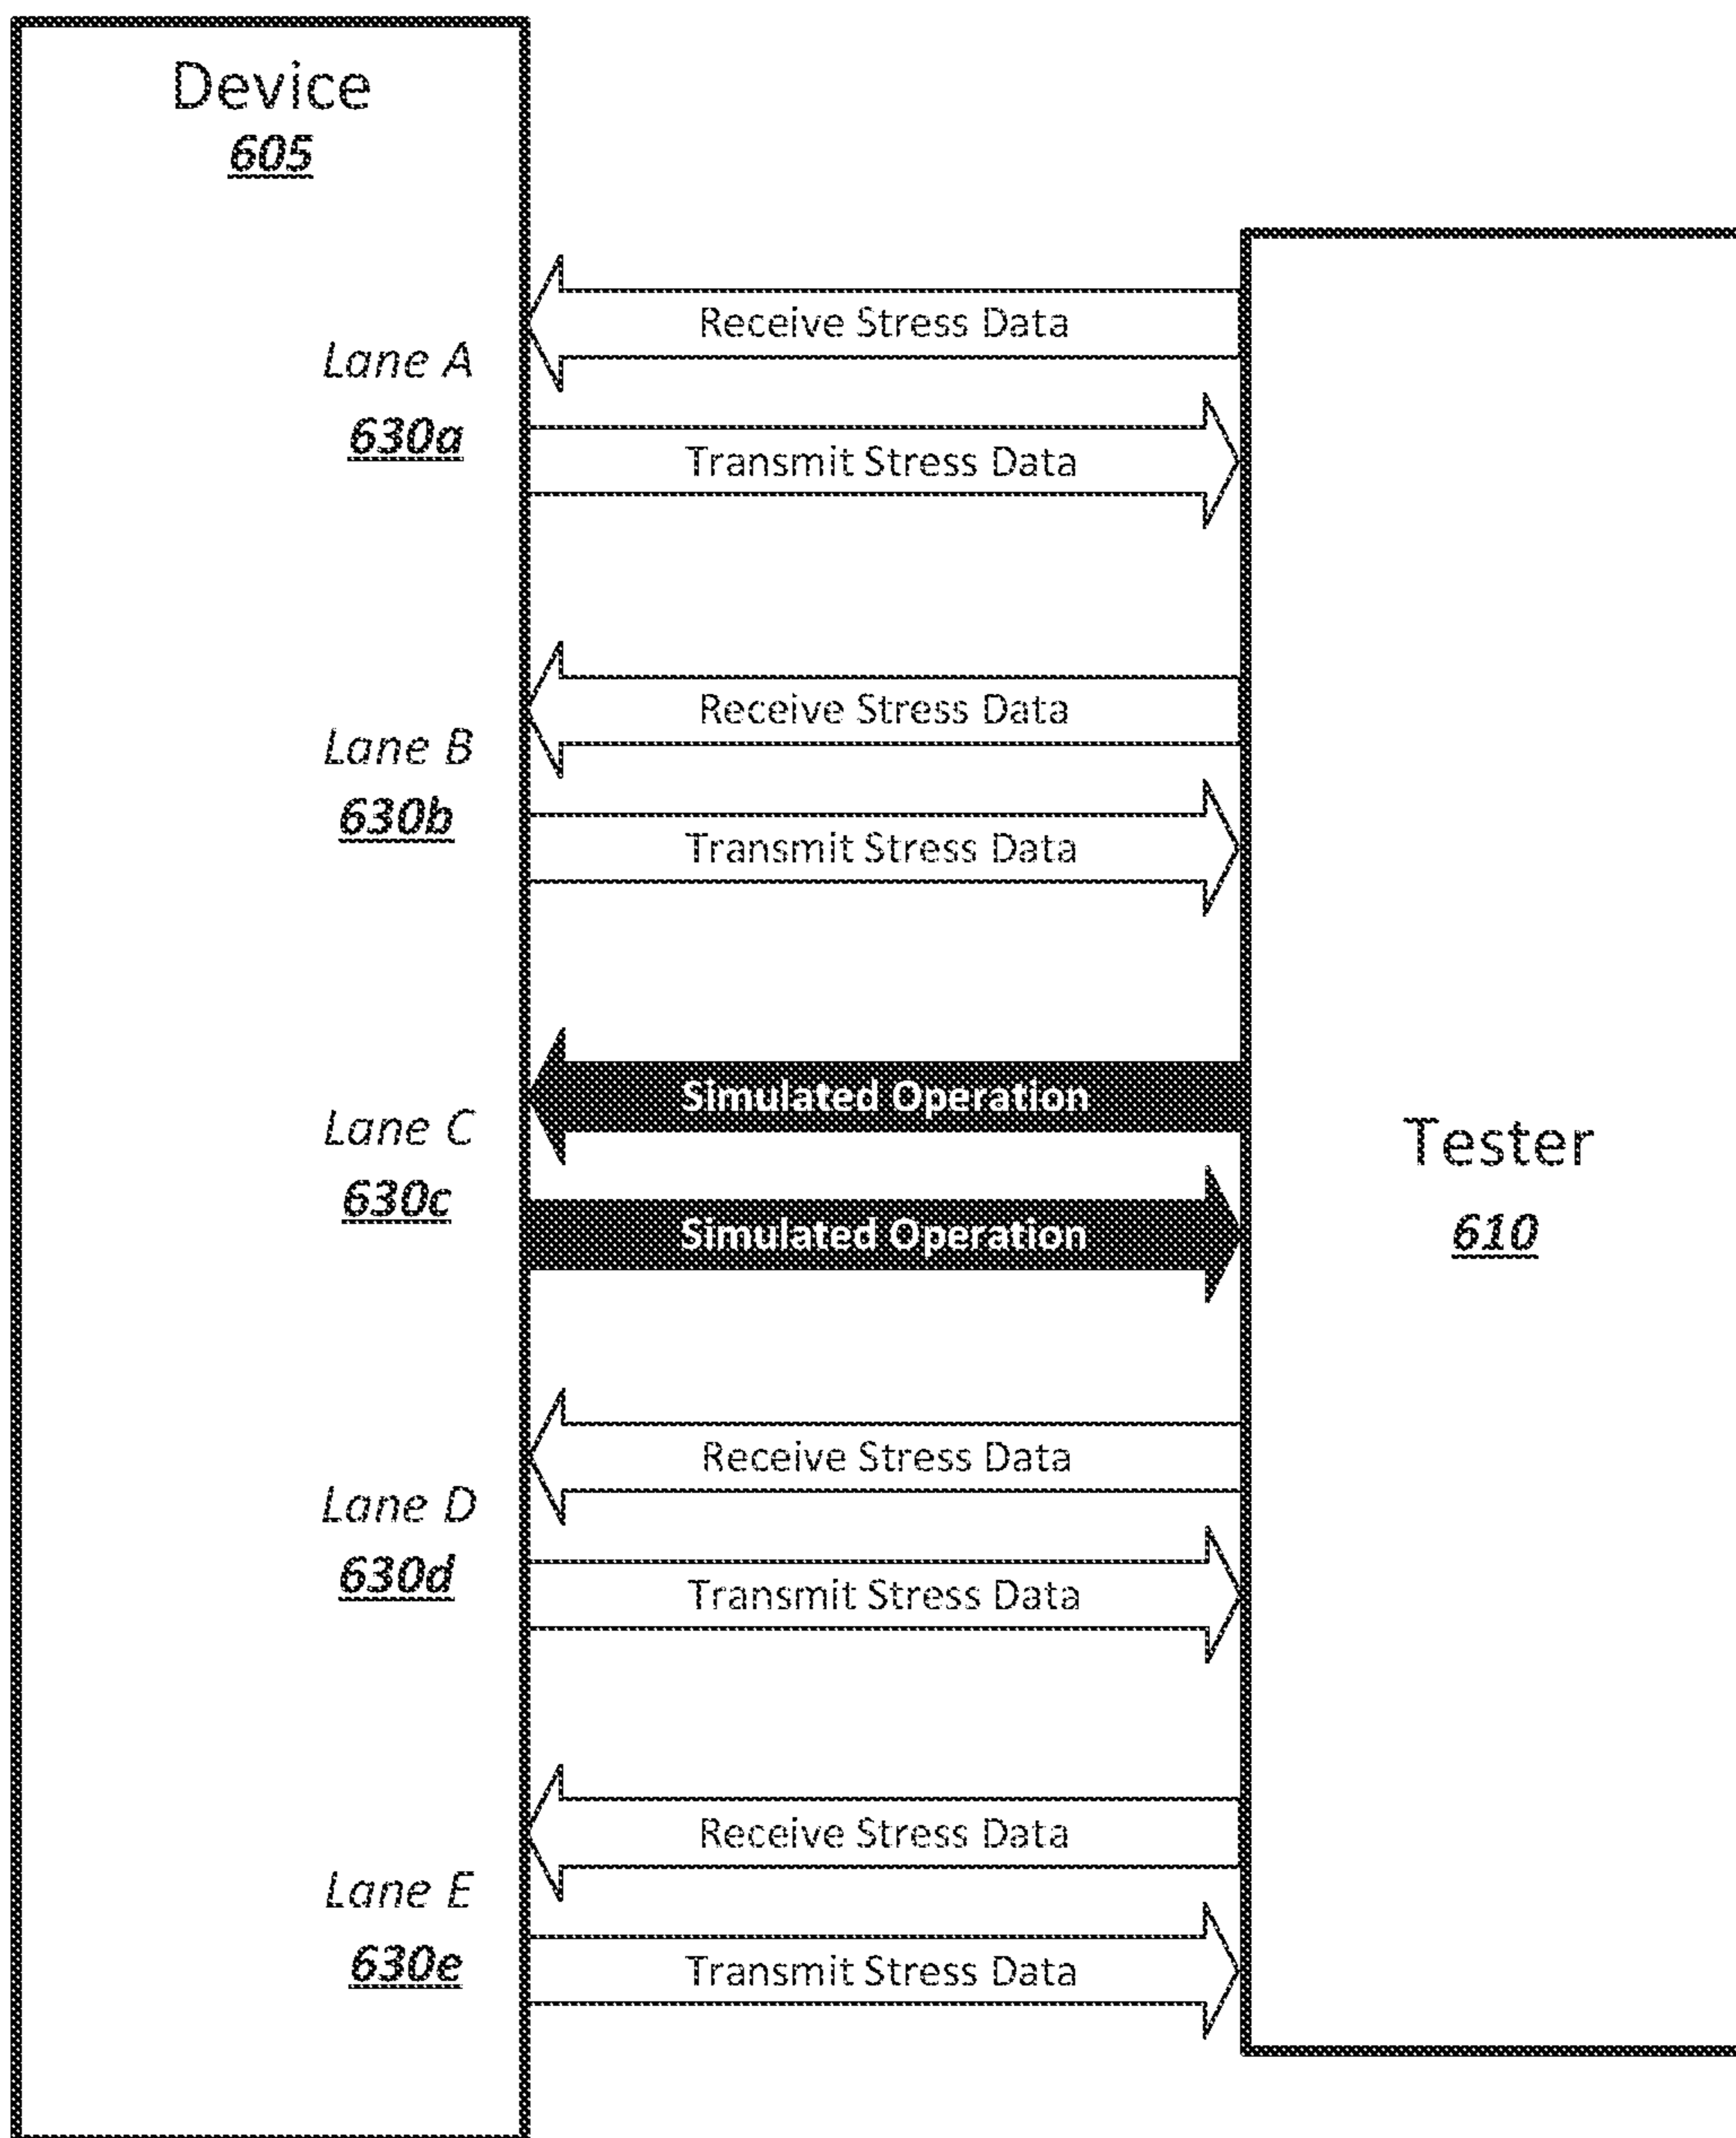 Device
605
Receive Stress Data
Lane A
630a
Transmit Stress Data
Receive Stress Data
Lane B
630b
Transmit Stress Data
Simulated Operation
Lane C
630c
Simulated Operation
Tester
610
Receive Stress Data
Lane D
630d
Transmit Stress Data
Receive Stress Data
Lane E
630e
Transmit Stress Data